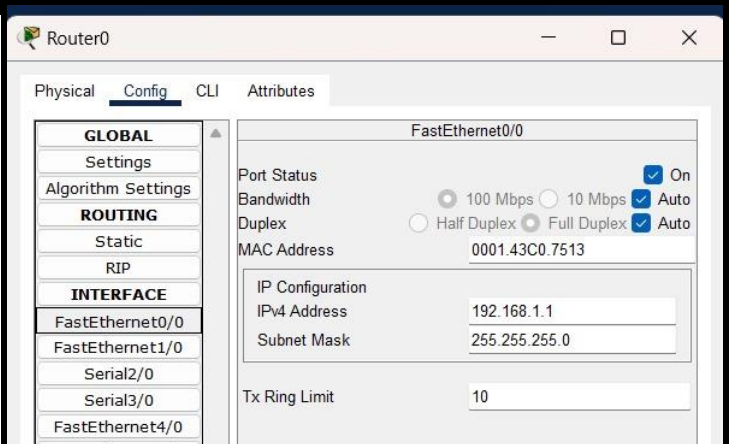 Router0
Physical Config CLI Attributes
GLOBAL
Settings
Algorithm Settings
ROUTING
Static
RIP
INTERFACE
FastEthernet0/0
FastEthernet1/0
Serial2/0
Serial3/0
FastEthernet4/0
FastEthernet0/0
Port Status On
Bandwidth 100 Mbps 10 Mbps Auto
Duplex Half Duplex Full Duplex Auto
MAC Address 0001.43C0.7513
IP Configuration
IPv4 Address 192.168.1.1
Subnet Mask 255.255.255.0
Tx Ring Limit 10